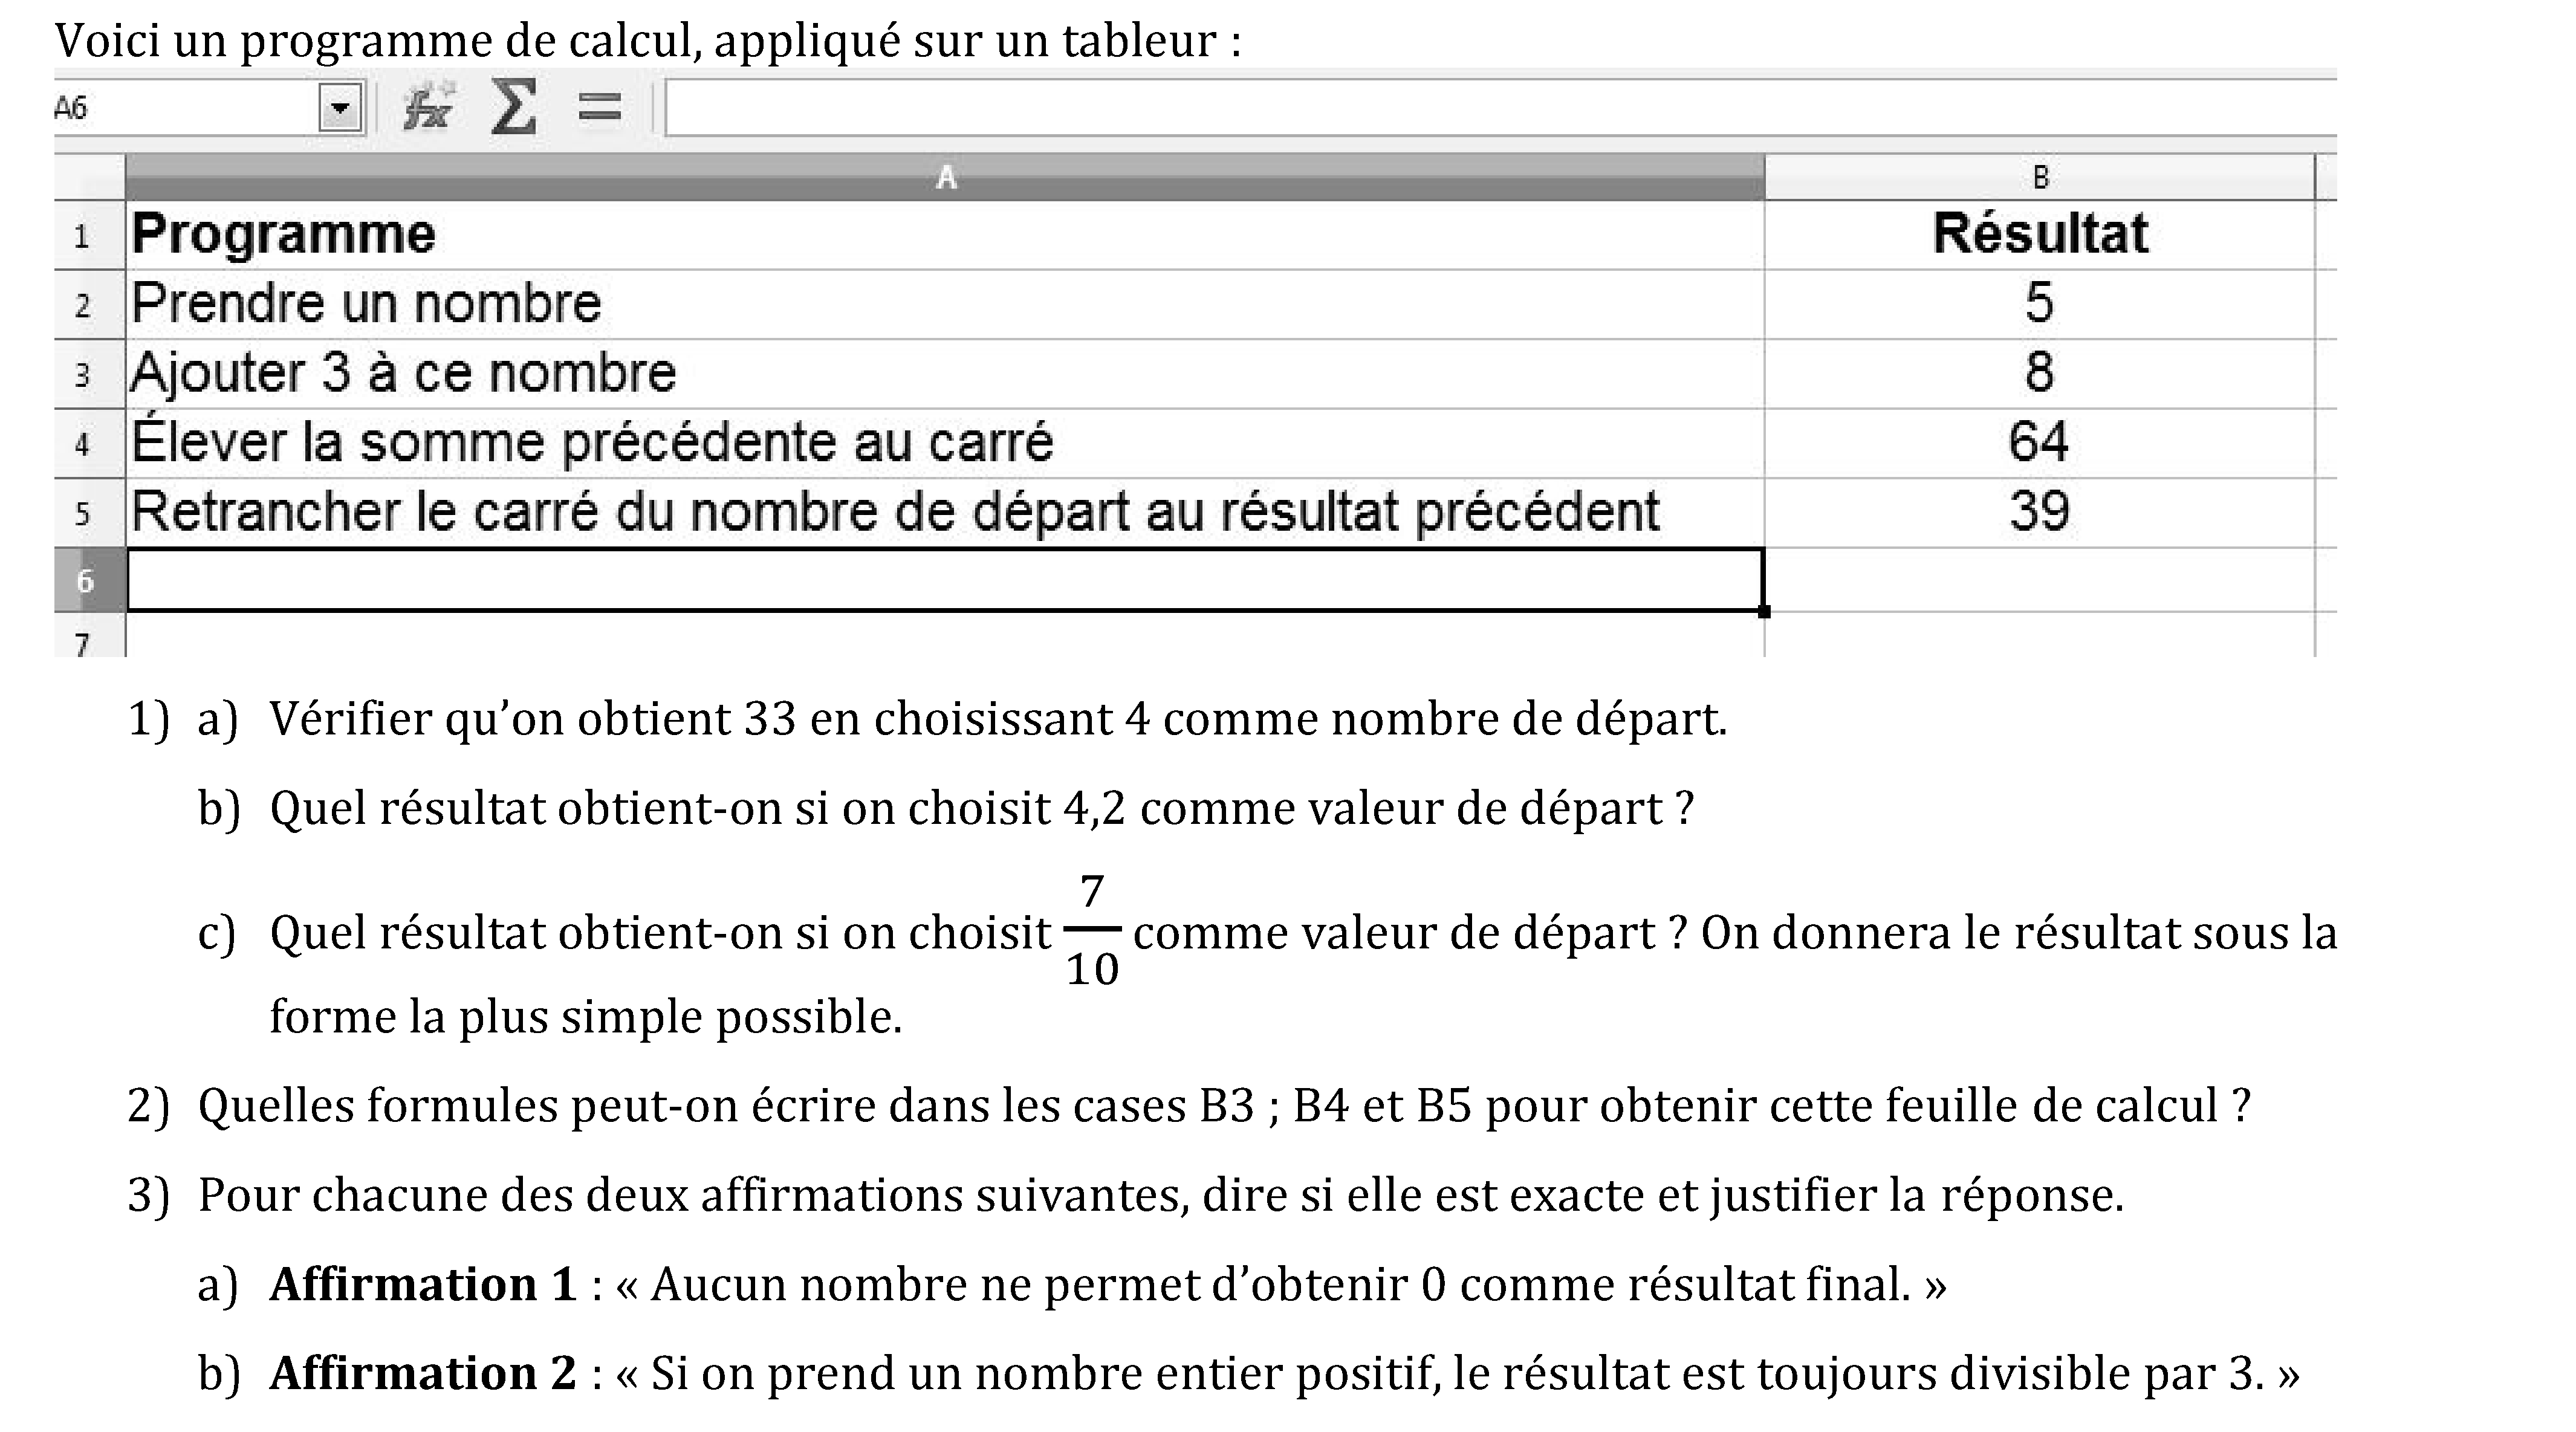 Voici un programme de calcul, appliqué sur un tableur :
A6 fx Σ =
A B
1 Programme Résultat
2 Prendre un nombre 5
3 Ajouter 3 à ce nombre 8
4 Élever la somme précédente au carré 64
5 Retrancher le carré du nombre de départ au résultat précédent 39
6
7
1) a) Vérifier qu’on obtient 33 en choisissant 4 comme nombre de départ.
b) Quel résultat obtient-on si on choisit 4,2 comme valeur de départ ?
c) Quel résultat obtient-on si on choisit 7/10 comme valeur de départ ? On donnera le résultat sous la
forme la plus simple possible.
2) Quelles formules peut-on écrire dans les cases B3 ; B4 et B5 pour obtenir cette feuille de calcul ?
3) Pour chacune des deux affirmations suivantes, dire si elle est exacte et justifier la réponse.
a) Affirmation 1 : « Aucun nombre ne permet d’obtenir 0 comme résultat final. »
b) Affirmation 2 : « Si on prend un nombre entier positif, le résultat est toujours divisible par 3. »